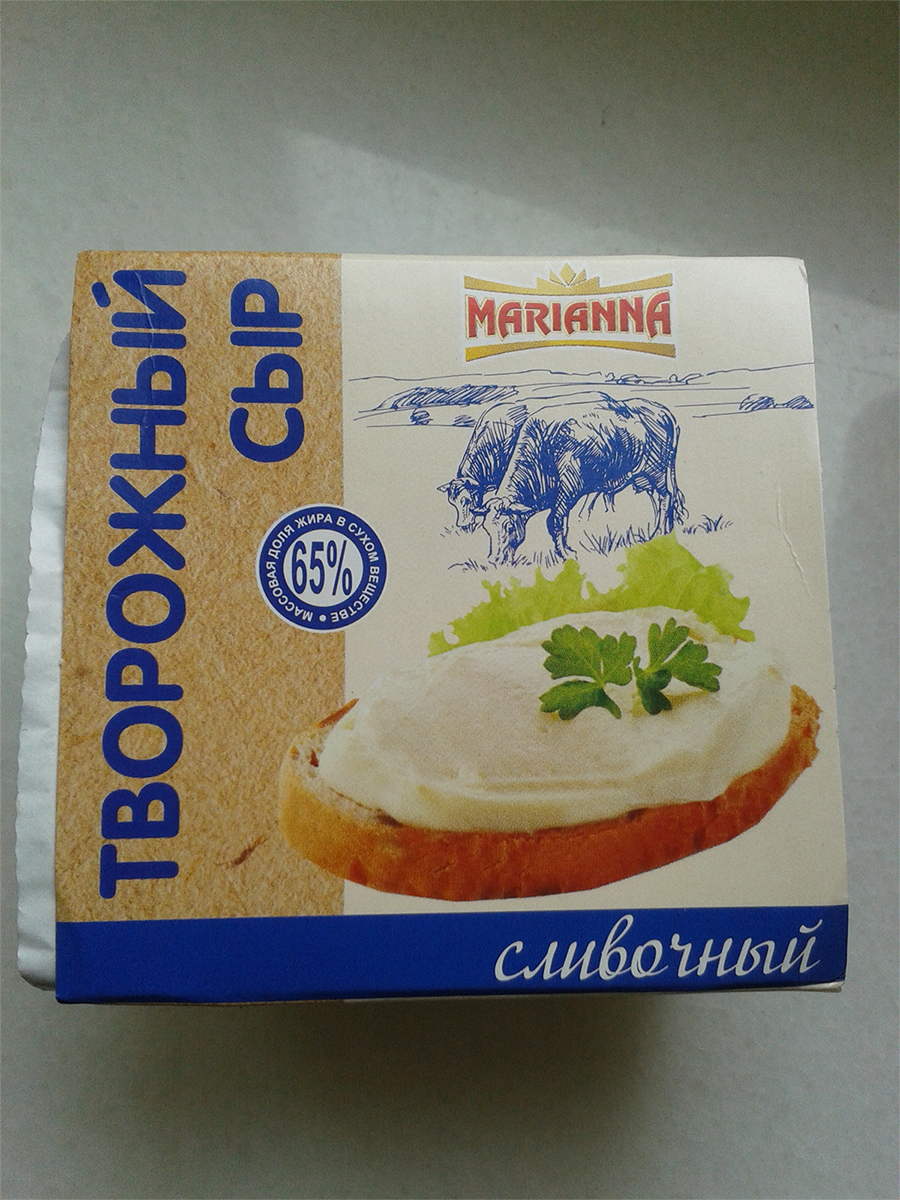 ТВОРОЖНЫЙ
СЫР
MARIANNA
МАССОВАЯ ДОЛЯ ЖИРА В СУХОМ ВЕЩЕСТВЕ •
65%
сливочный